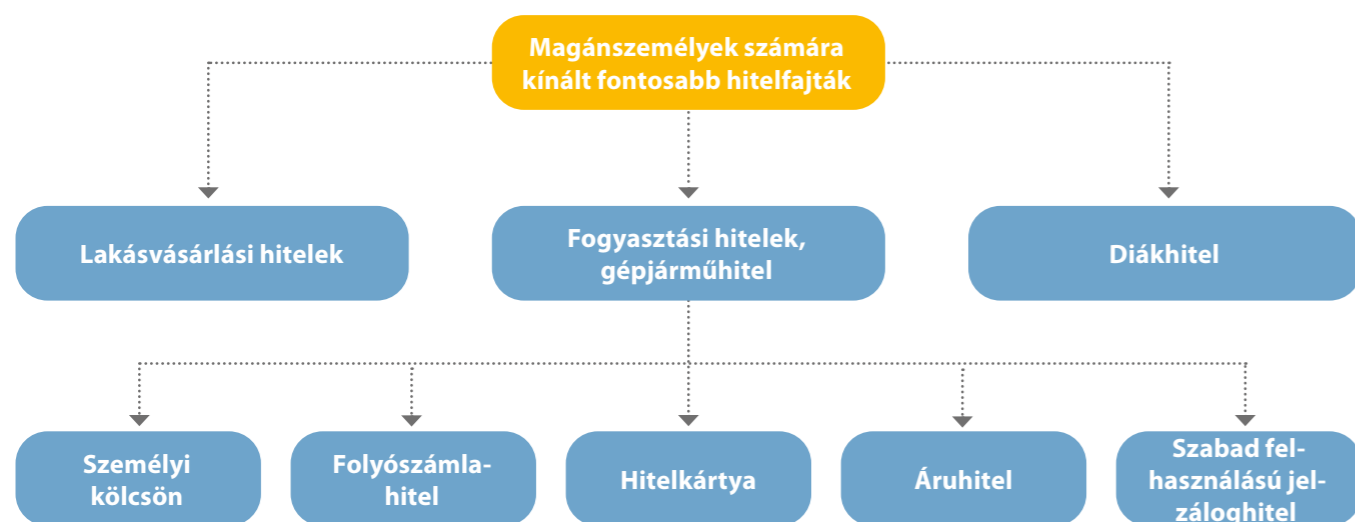 Magánszemélyek számára
kínált fontosabb hitelfajták
Lakásvásárlási hitelek
Fogyasztási hitelek,
gépjárműhitel
Diákhitel
Személyi
kölcsön
Folyószámla-
hitel
Hitelkártya
Áruhitel
Szabad fel-
használású jel-
záloghitel